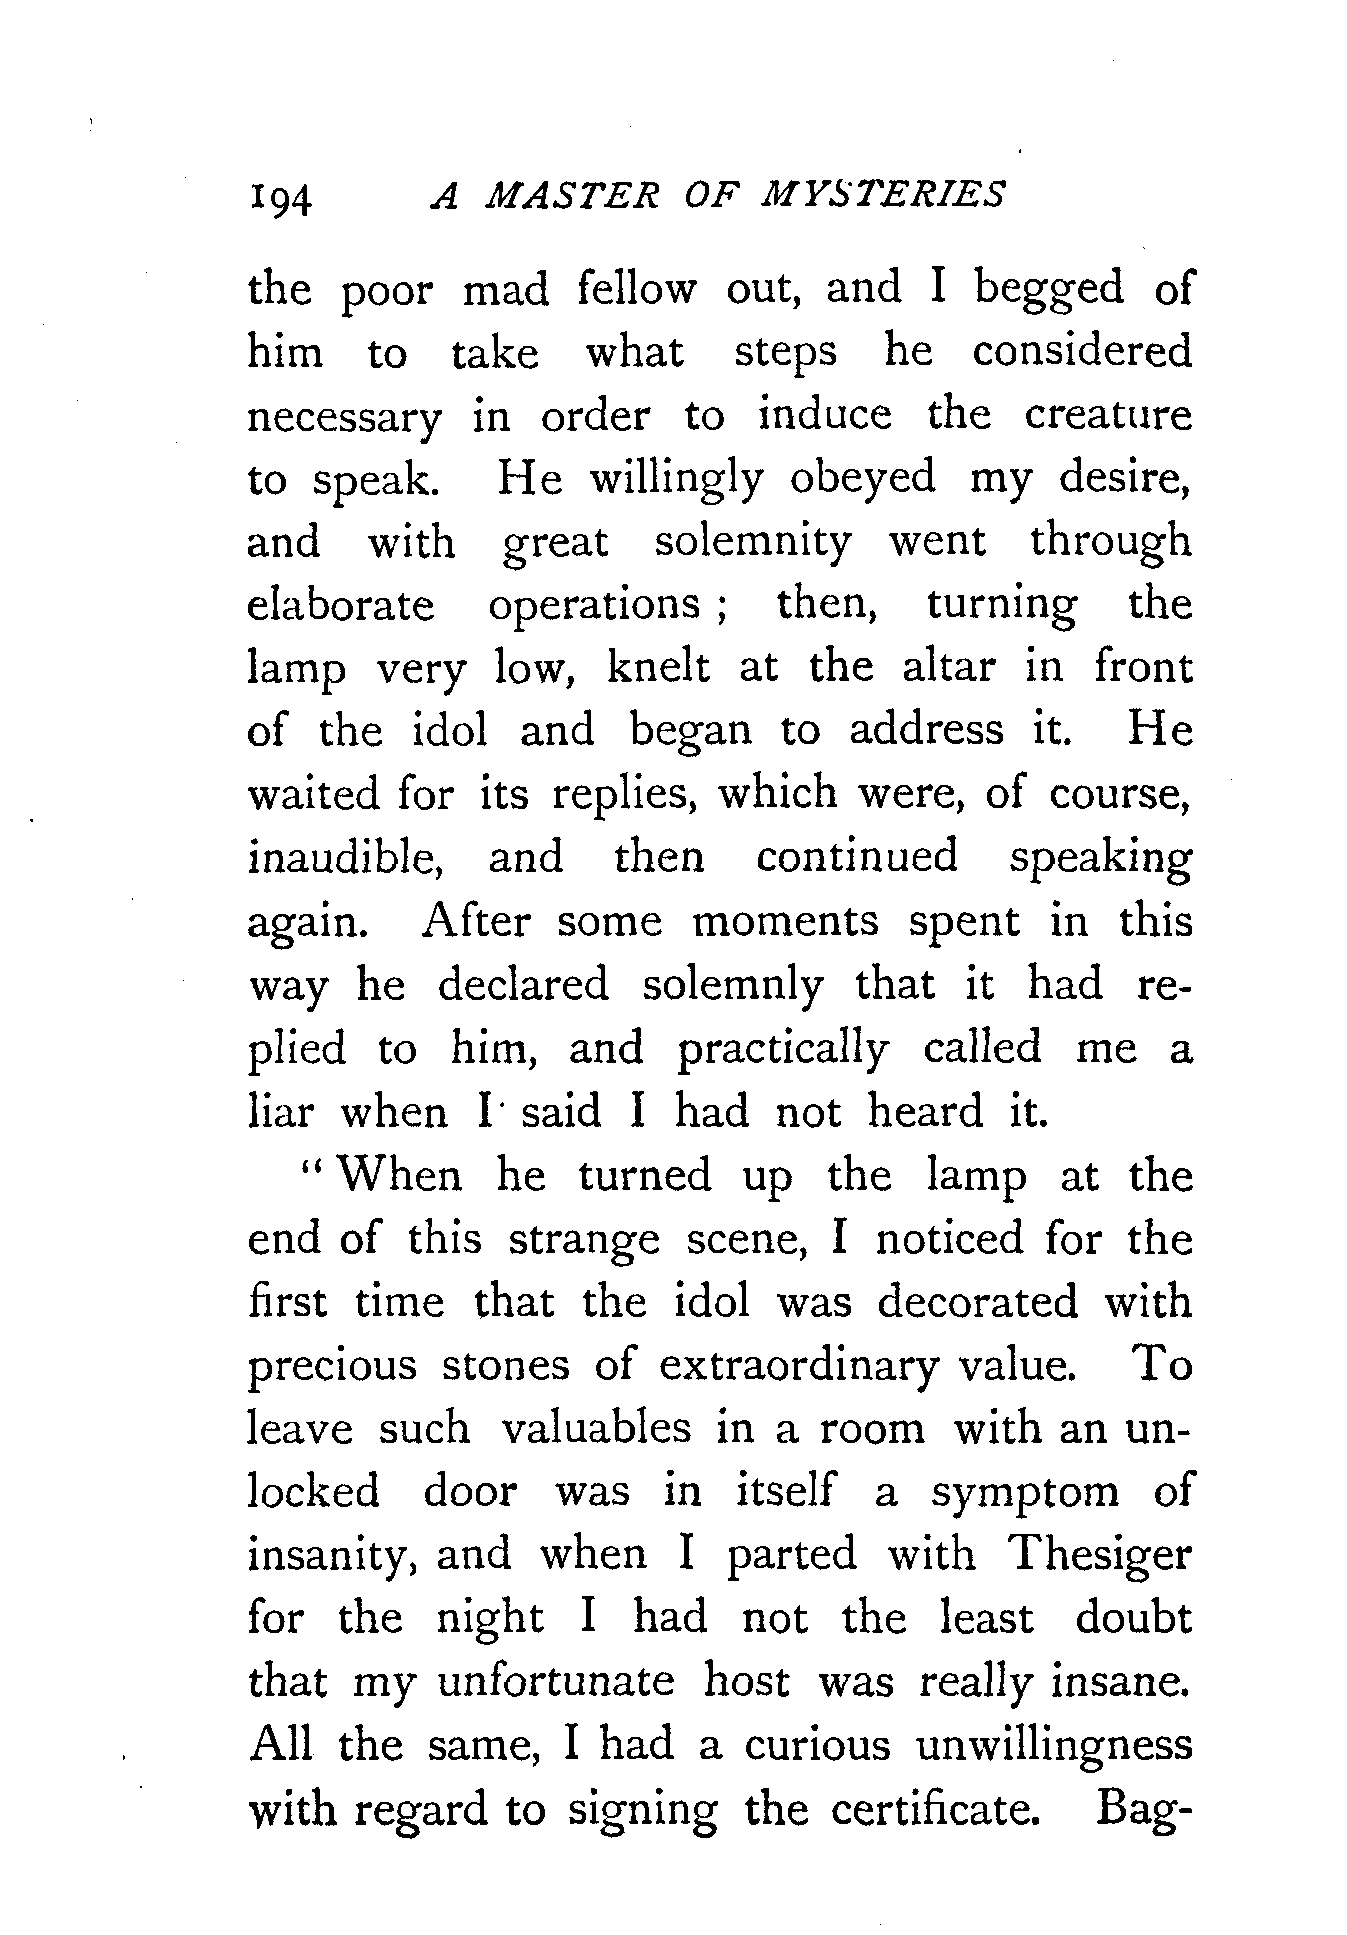 194 A MASTER OF MYSTERIES
the poor mad fellow out, and I begged of
him to take what steps he considered
necessary in order to induce the creature
to speak. He willingly obeyed my desire,
and with great solemnity went through
elaborate operations ; then, turning the
lamp very low, knelt at the altar in front
of the idol and began to address it. He
waited for its replies, which were, of course,
inaudible, and then continued speaking
again. After some moments spent in this
way he declared solemnly that it had re-
plied to him, and practically called me a
liar when I said I had not heard it.
“ When he turned up the lamp at the
end of this strange scene, I noticed for the
first time that the idol was decorated with
precious stones of extraordinary value. To
leave such valuables in a room with an un-
locked door was in itself a symptom of
insanity, and when I parted with Thesiger
for the night I had not the least doubt
that my unfortunate host was really insane.
All the same, I had a curious unwillingness
with regard to signing the certificate. Bag-